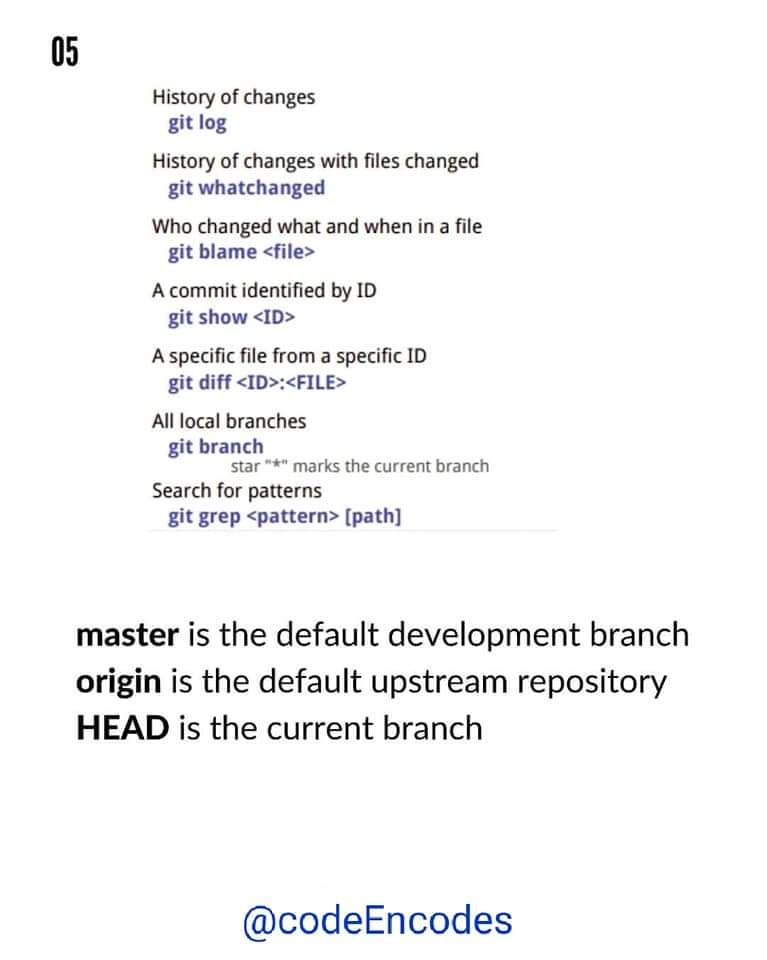 05
History of changes
git log
History of changes with files changed
git whatchanged
Who changed what and when in a file
git blame <file>
A commit identified by ID
git show <ID>
A specific file from a specific ID
git diff <ID>:<FILE>
All local branches
git branch
star "*" marks the current branch
Search for patterns
git grep <pattern> [path]
master is the default development branch
origin is the default upstream repository
HEAD is the current branch
@codeEncodes